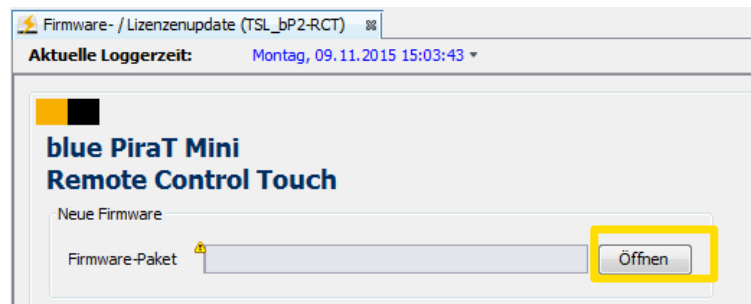 Firmware- / Lizenzenupdate (TSL_bP2-RCT)
Aktuelle Loggerzeit: Montag, 09.11.2015 15:03:43
blue PiraT Mini
Remote Control Touch
Neue Firmware
Firmware-Paket Öffnen